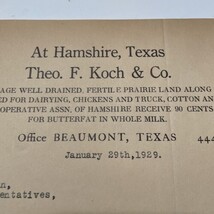 At Hamshire, Texas
Theo. F. Koch & Co.
AGE WELL DRAINED, FERTILE PRAIRIE LAND ALONG
ED FOR DAIRYING, CHICKENS AND TRUCK, COTTON AN
OPERATIVE ASSN, OF HAMSHIRE RECEIVE 90 CENTS
FOR BUTTERFAT IN WHOLE MILK.
Office BEAUMONT, TEXAS 444
January 29th, 1929.
n,
esentatives,